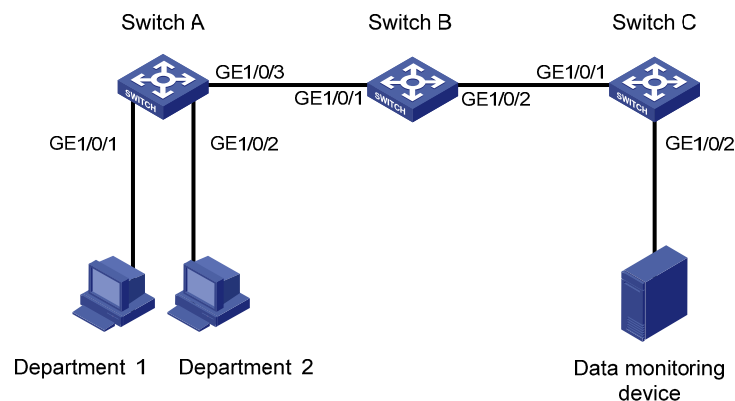 Switch A
Switch B
Switch C
GE1/0/3
GE1/0/1
GE1/0/2
GE1/0/1
SWITCH
SWITCH
SWITCH
GE1/0/1
GE1/0/2
GE1/0/2
Department 1
Department 2
Data monitoring
device